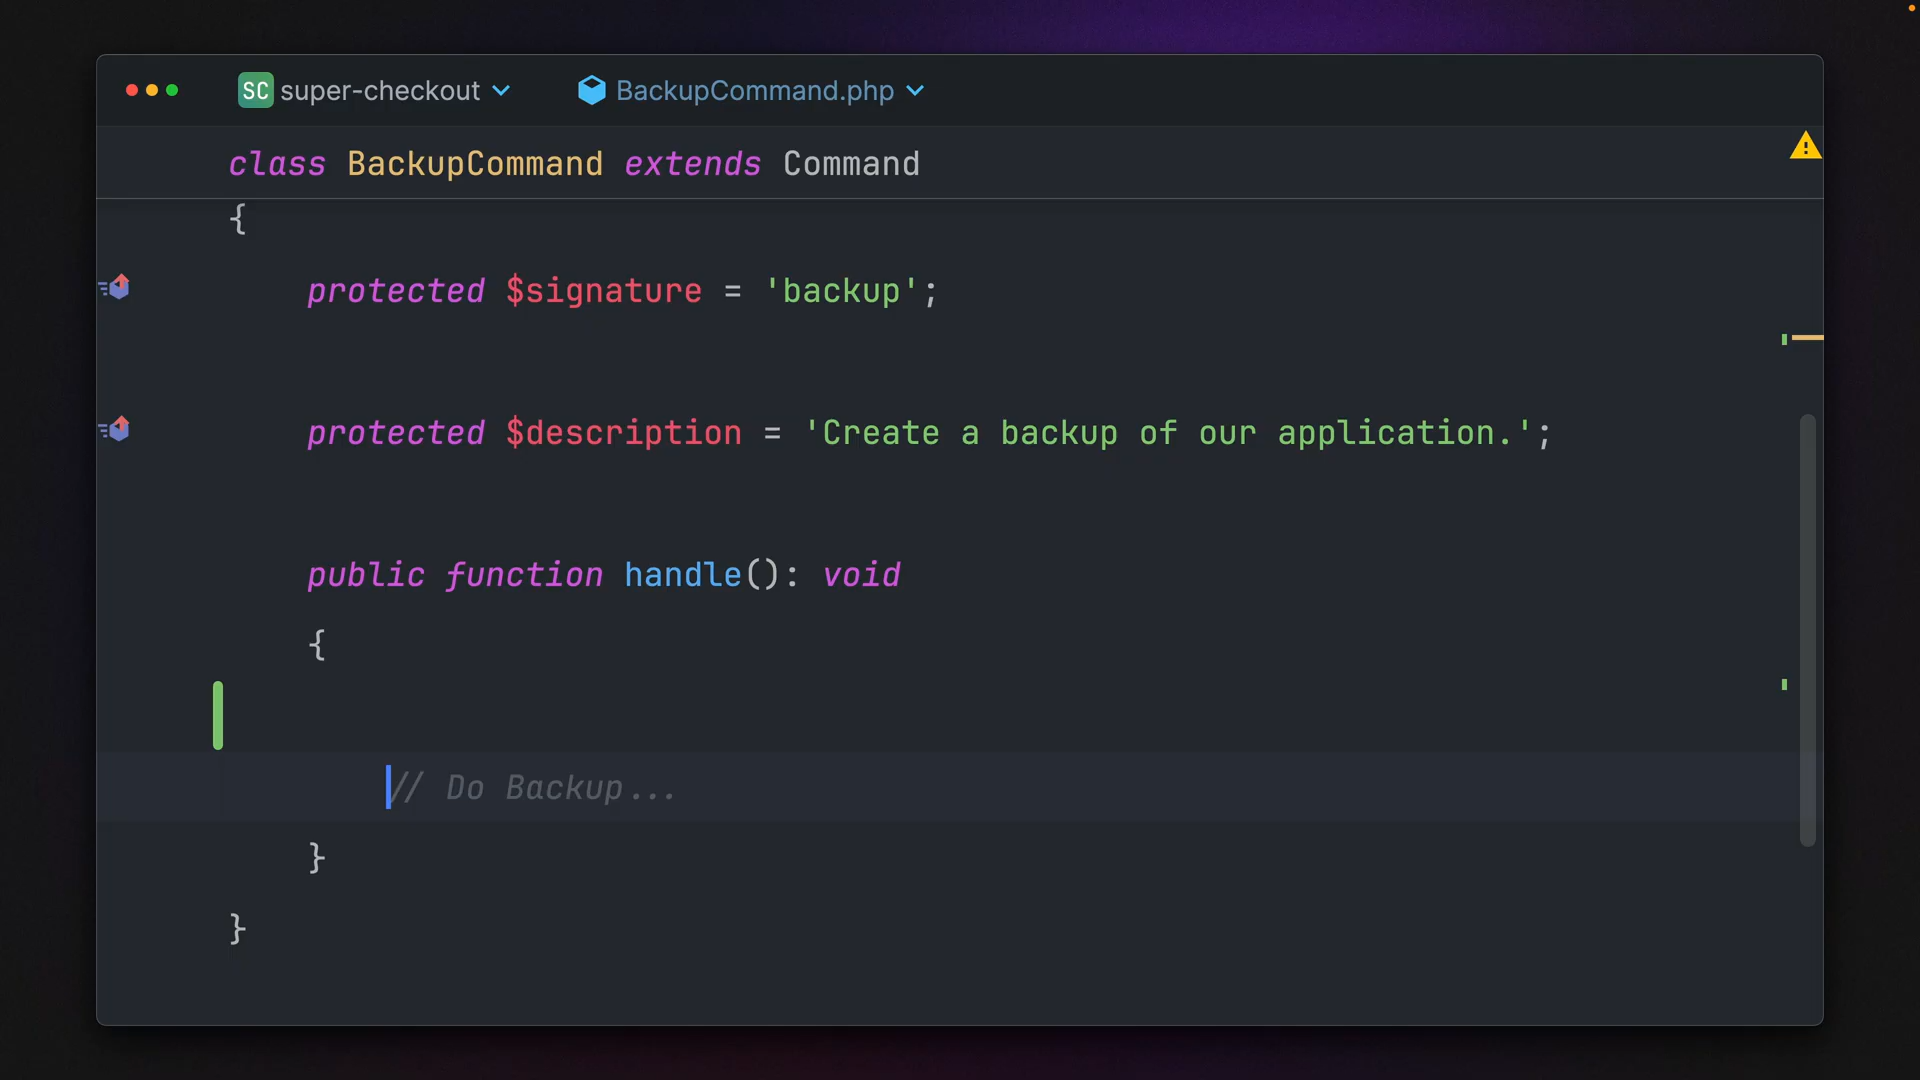 SC super-checkout BackupCommand.php
class BackupCommand extends Command
{
protected $signature = 'backup';
protected $description = 'Create a backup of our application.';
public function handle(): void
{
// Do Backup...
}
}